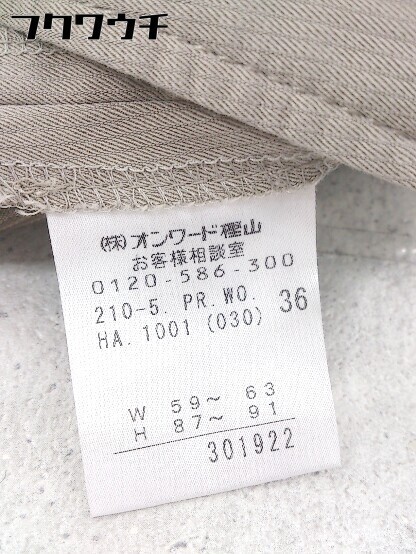 フクワウチ
(株)オンワード樫山
お客様相談室
0120-586-300
210-5. PR. WO.
HA. 1001 (030) 36
W 59〜 63
H 87〜 91
301922